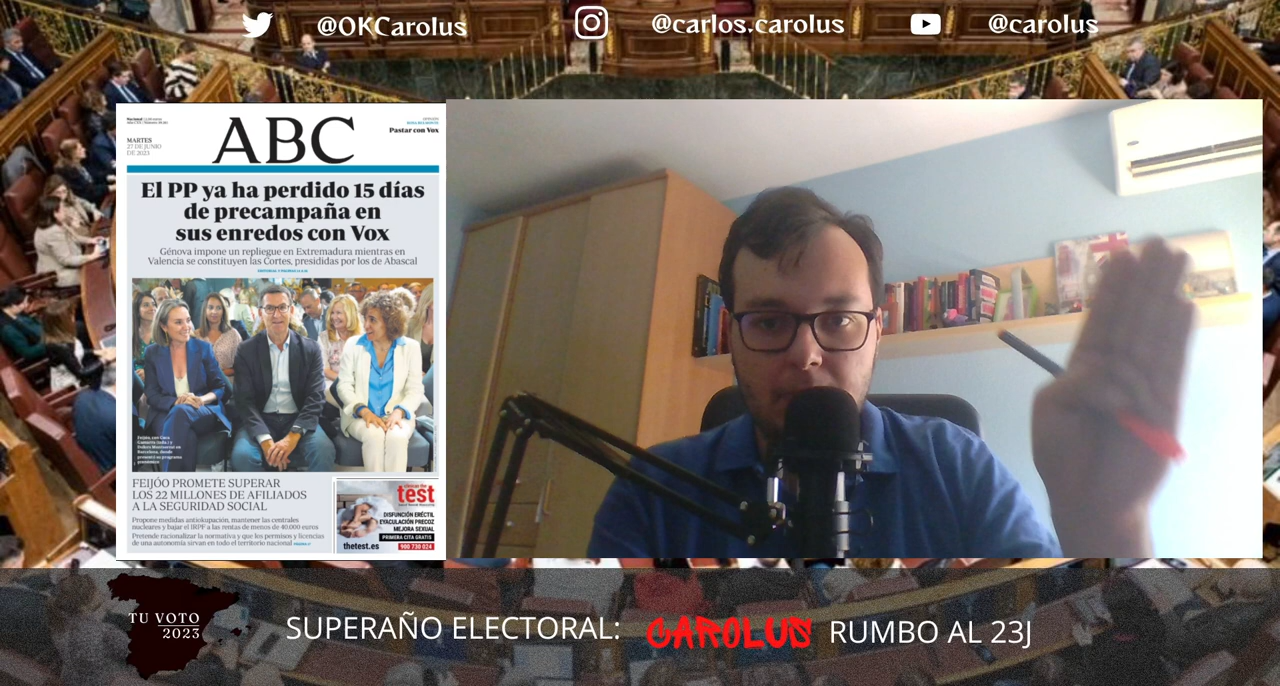 @OKCarolus
@carlos.carolus
@carolus
MARTES
27 DE JUNIO
DE 2023
ABC
Pastar con Vox
El PP ya ha perdido 15 días
de precampaña en
sus enredos con Vox
Génova impone un repliegue en Extremadura mientras en
Valencia se constituyen las Cortes, presididas por los de Abascal
FEIJÓO PROMETE SUPERAR
LOS 22 MILLONES DE AFILIADOS
A LA SEGURIDAD SOCIAL
Propone medidas antiokupación, mantener las centrales
nucleares y bajar el IRPF a las rentas de menos de 40.000 euros
Pretende racionalizar la normativa y que los permisos y licencias
de una autonomía sirvan en todo el territorio nacional
test
DISFUNCIÓN ERÉCTIL
EYACULACIÓN PRECOZ
MEJORA SEXUAL
PRIMERA CITA GRATIS
thetest.es
900 730 024
TU VOTO
2023
SUPERAÑO ELECTORAL:
CAROLUS
RUMBO AL 23J